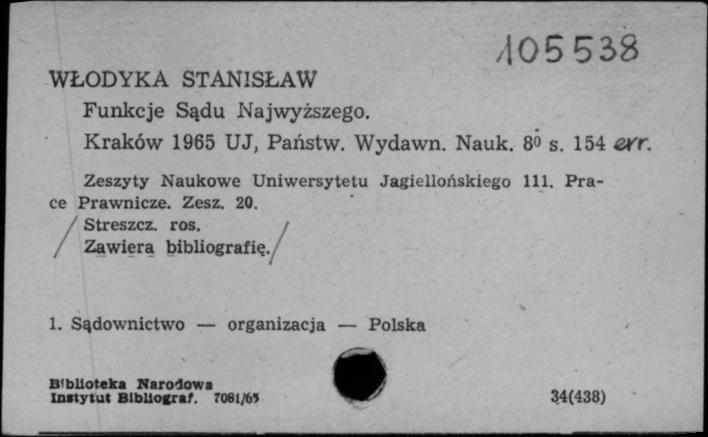 105538
WŁODYKA STANISŁAW
Funkcje Sądu Najwyższego.
Kraków 1965 UJ, Państw. Wydawn. Nauk. 8º s. 154 err.
Zeszyty Naukowe Uniwersytetu Jagiellońskiego 111. Pra-
ce Prawnicze. Zesz. 20.
Streszcz. ros.
Zawiera bibliografię.
1. Sądownictwo — organizacja — Polska
Biblioteka Narodowa
Instytut Bibliograf. 7081/65
34(438)